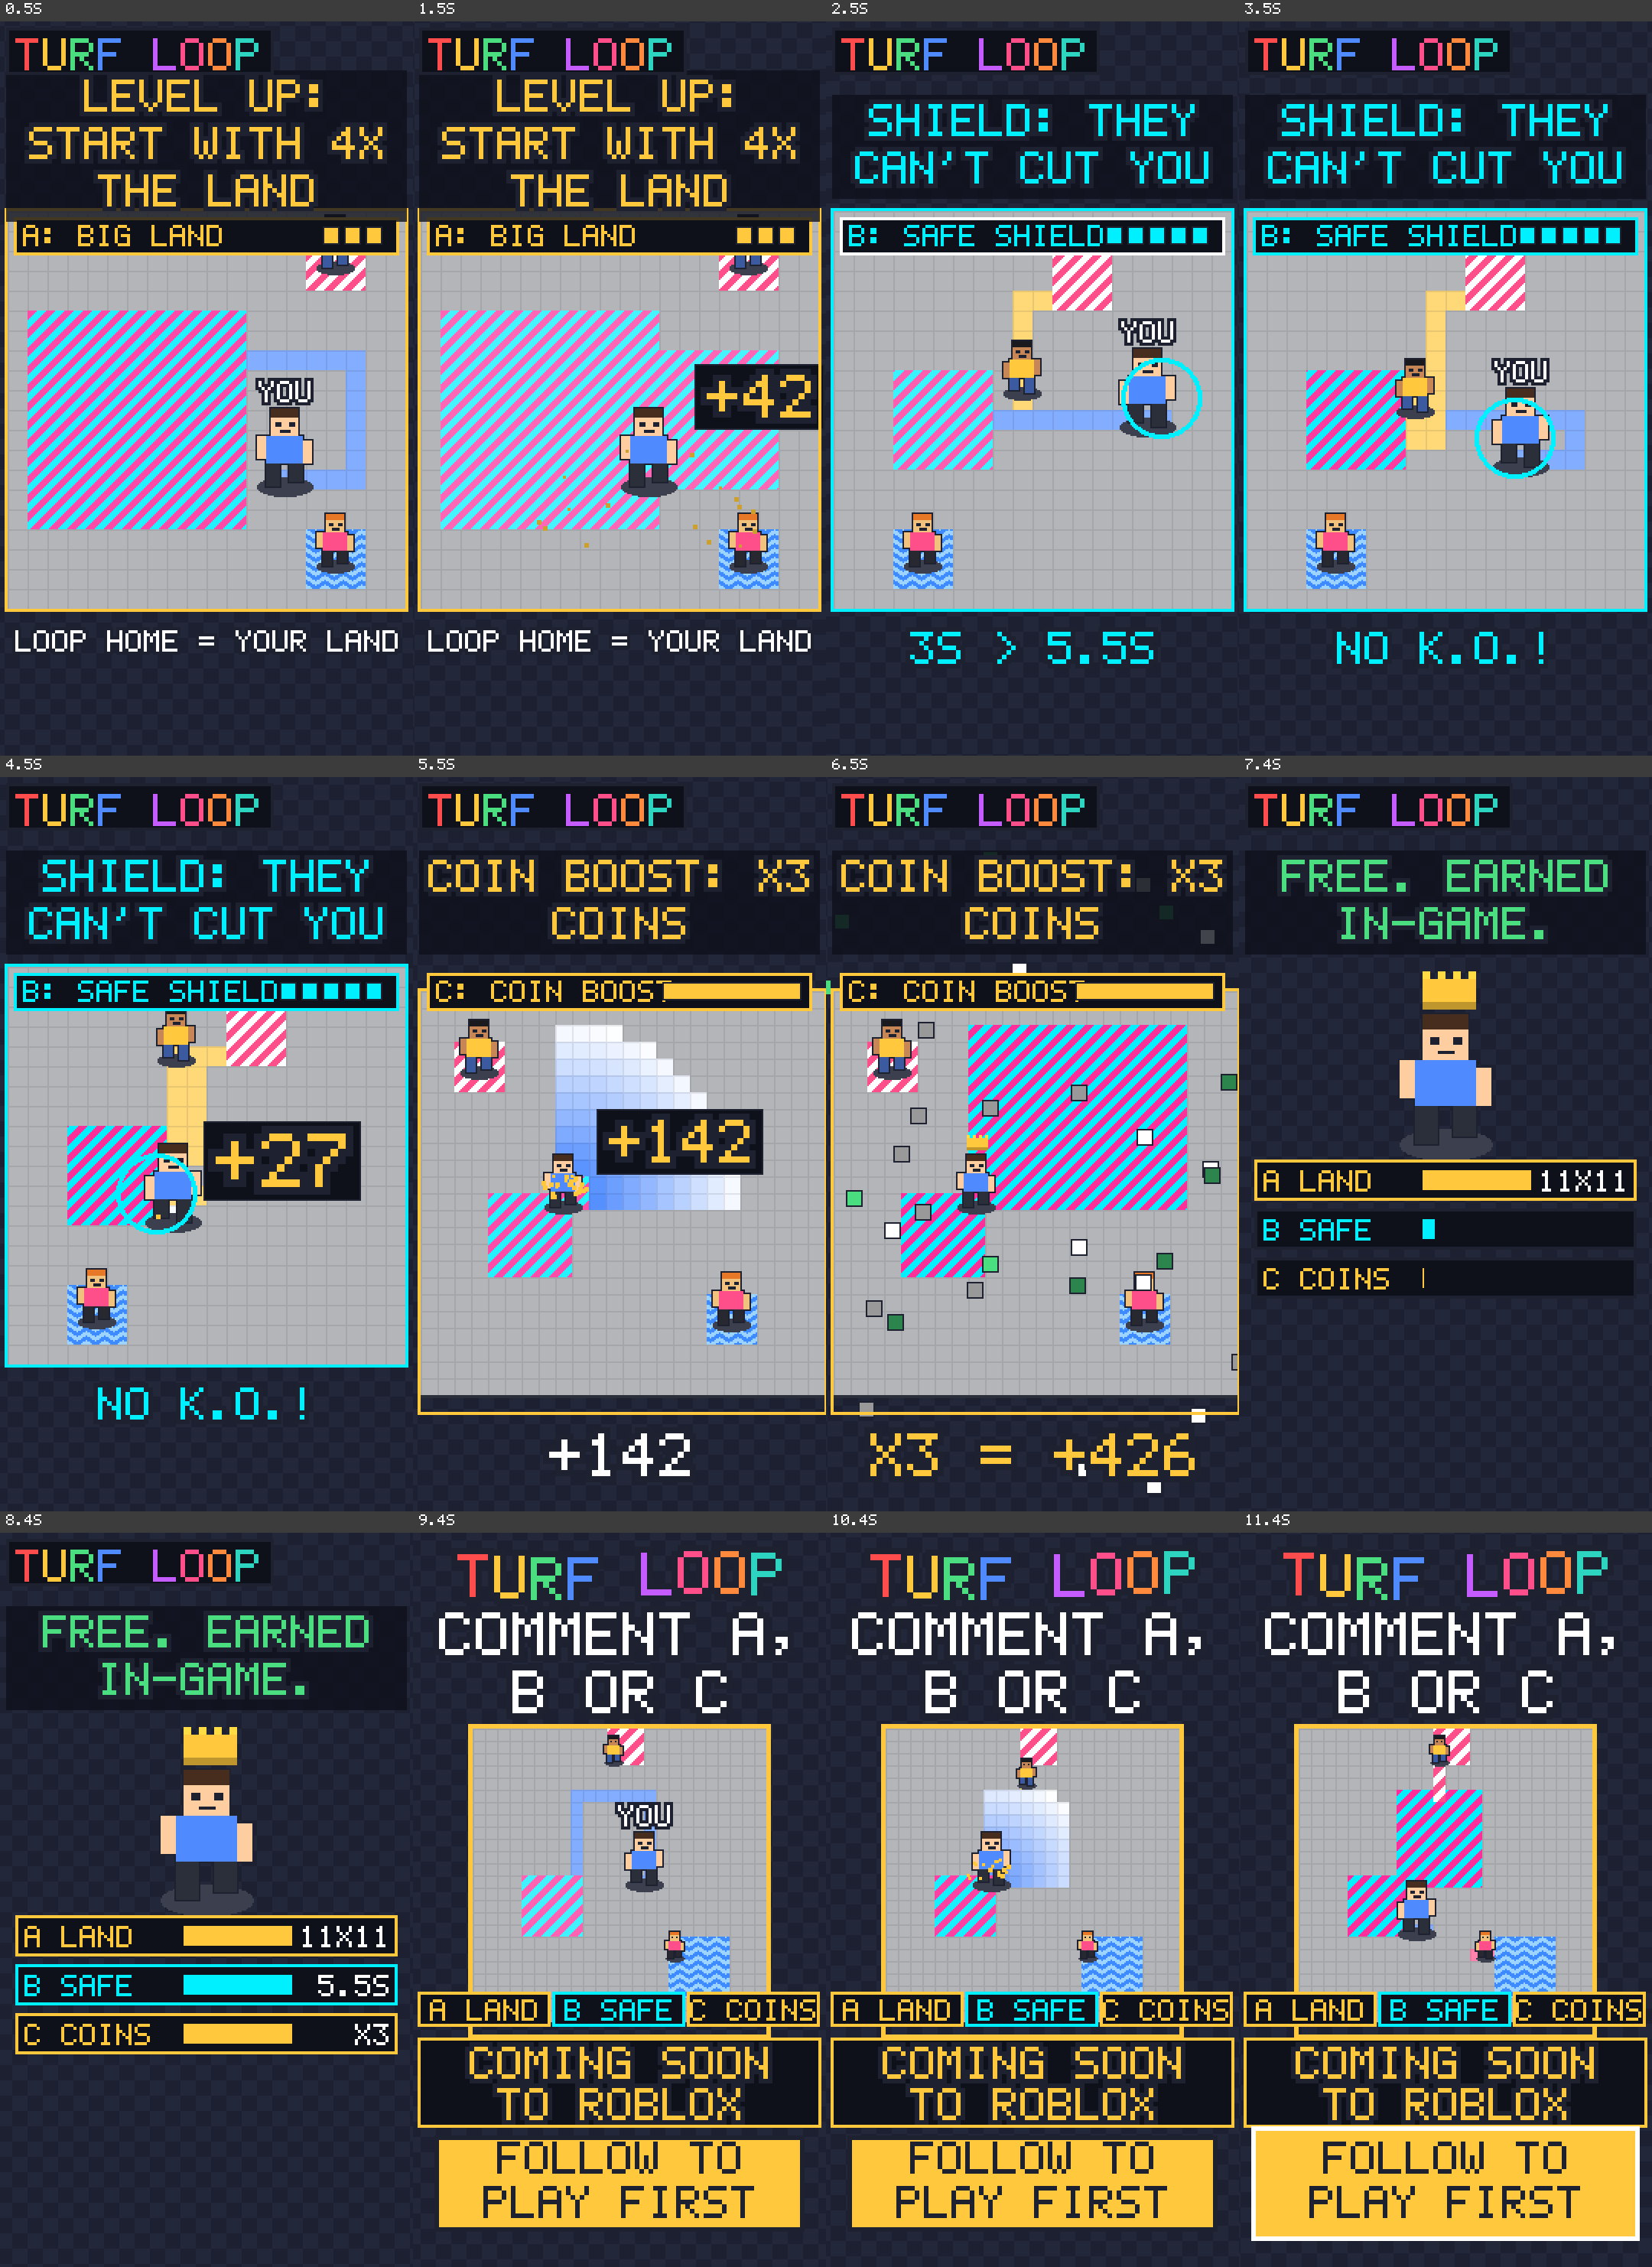 0.5S
TURF LOOP
LEVEL UP:
START WITH 4X
THE LAND
A: BIG LAND
YOU
LOOP HOME = YOUR LAND
1.5S
TURF LOOP
LEVEL UP:
START WITH 4X
THE LAND
A: BIG LAND
+42
LOOP HOME = YOUR LAND
2.5S
TURF LOOP
SHIELD: THEY
CAN'T CUT YOU
B: SAFE SHIELD
YOU
3S > 5.5S
3.5S
TURF LOOP
SHIELD: THEY
CAN'T CUT YOU
B: SAFE SHIELD
YOU
NO K.O.!
4.5S
TURF LOOP
SHIELD: THEY
CAN'T CUT YOU
B: SAFE SHIELD
+27
NO K.O.!
5.5S
TURF LOOP
COIN BOOST: X3
COINS
C: COIN BOOST
+142
+142
6.5S
TURF LOOP
COIN BOOST: X3
COINS
C: COIN BOOST
X3 = +426
7.4S
TURF LOOP
FREE. EARNED
IN-GAME.
A LAND 11X11
B SAFE
C COINS
8.4S
TURF LOOP
FREE. EARNED
IN-GAME.
A LAND 11X11
B SAFE 5.5S
C COINS X3
9.4S
TURF LOOP
COMMENT A,
B OR C
YOU
A LAND B SAFE C COINS
COMING SOON
TO ROBLOX
FOLLOW TO
PLAY FIRST
10.4S
TURF LOOP
COMMENT A,
B OR C
A LAND B SAFE C COINS
COMING SOON
TO ROBLOX
FOLLOW TO
PLAY FIRST
11.4S
TURF LOOP
COMMENT A,
B OR C
A LAND B SAFE C COINS
COMING SOON
TO ROBLOX
FOLLOW TO
PLAY FIRST